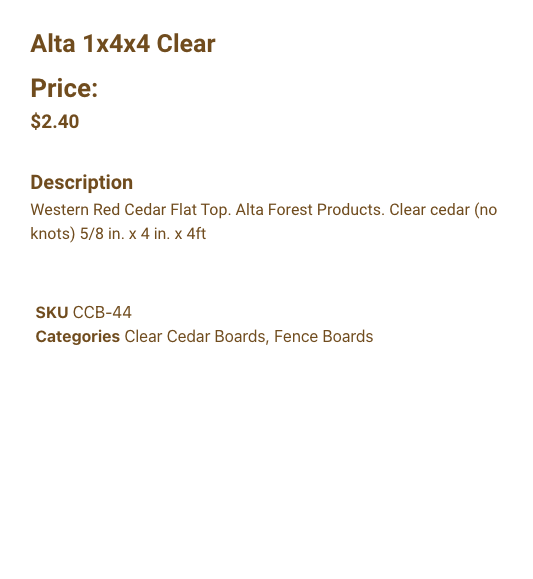 Alta 1x4x4 Clear
Price:
$2.40
Description
Western Red Cedar Flat Top. Alta Forest Products. Clear cedar (no
knots) 5/8 in. x 4 in. x 4ft
SKU CCB-44
Categories Clear Cedar Boards, Fence Boards